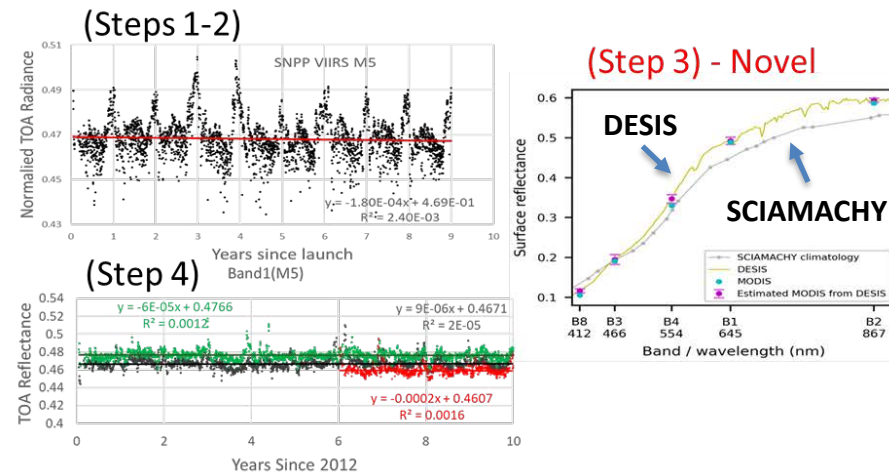 (Steps 1-2)
0.51
0.49
0.47
0.45
0.43
Normalied TOA Radiance
SNPP VIIRS M5
y = -1.80E-04x + 4.69E-01
R² = 2.40E-03
0 1 2 3 4 5 6 7 8 9 10
Years since launch
Band1(M5)
(Step 4)
0.54
0.52
0.5
0.48
0.46
0.44
0.42
0.4
TOA Reflectance
y = -6E-05x + 0.4766
R² = 0.0012
y = 9E-06x + 0.4671
R² = 2E-05
y = -0.0002x + 0.4607
R² = 0.0016
0 2 4 6 8 10
Years Since 2012
(Step 3) - Novel
0.6
0.5
0.4
0.3
0.2
0.1
Surface reflectance
DESIS
SCIAMACHY
SCIAMACHY climatology
DESIS
MODIS
Estimated MODIS from DESIS
B8 B3 B4 B1 B2
412 466 554 645 867
Band / wavelength (nm)